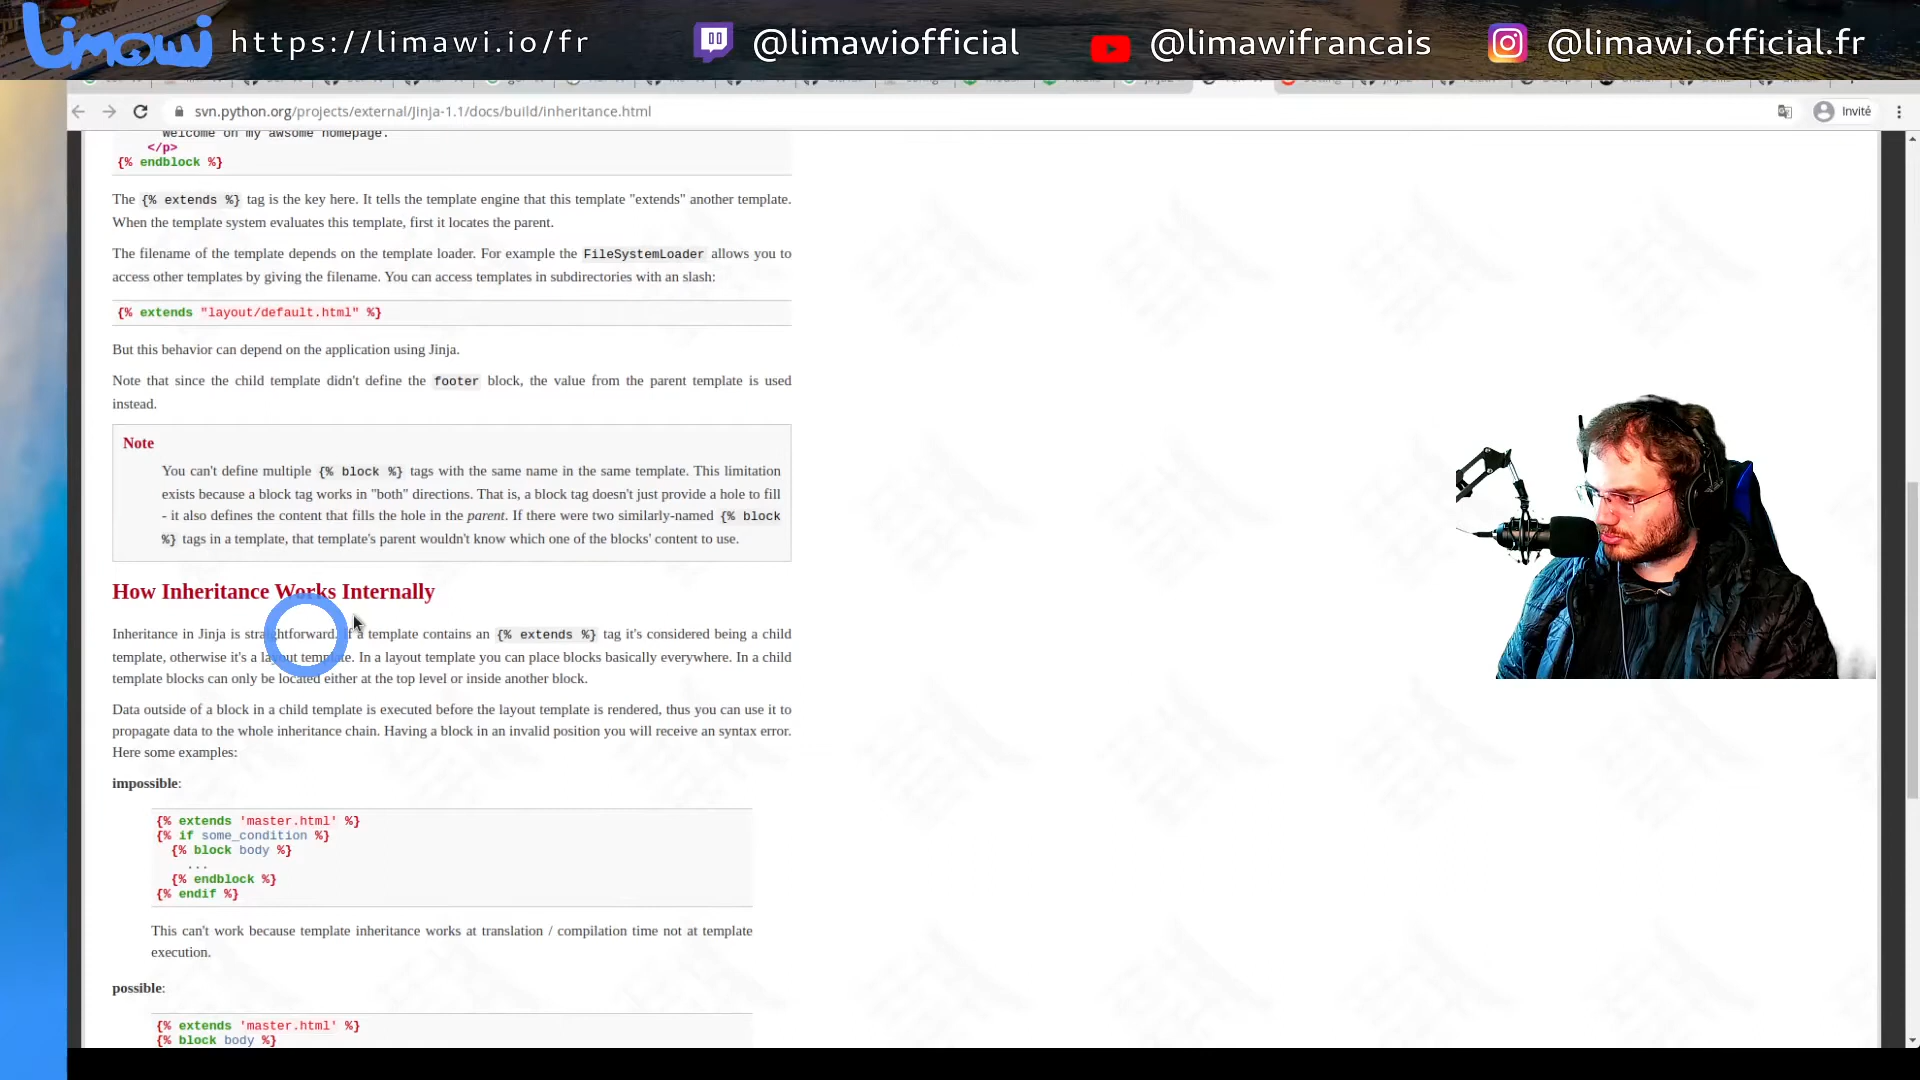 Limawi https://limawi.io/fr @limawiofficial @limawifrancais @limawi.official.fr
svn.python.org/projects/external/Jinja-1.1/docs/build/inheritance.html Invité
Welcome on my awsome homepage.
</p>
{% endblock %}
The {% extends %} tag is the key here. It tells the template engine that this template "extends" another template.
When the template system evaluates this template, first it locates the parent.
The filename of the template depends on the template loader. For example the FileSystemLoader allows you to
access other templates by giving the filename. You can access templates in subdirectories with an slash:
{% extends "layout/default.html" %}
But this behavior can depend on the application using Jinja.
Note that since the child template didn't define the footer block, the value from the parent template is used
instead.
Note
You can't define multiple {% block %} tags with the same name in the same template. This limitation
exists because a block tag works in "both" directions. That is, a block tag doesn't just provide a hole to fill
- it also defines the content that fills the hole in the parent. If there were two similarly-named {% block
%} tags in a template, that template's parent wouldn't know which one of the blocks' content to use.
How Inheritance Works Internally
Inheritance in Jinja is straightforward. If a template contains an {% extends %} tag it's considered being a child
template, otherwise it's a layout template. In a layout template you can place blocks basically everywhere. In a child
template blocks can only be located either at the top level or inside another block.
Data outside of a block in a child template is executed before the layout template is rendered, thus you can use it to
propagate data to the whole inheritance chain. Having a block in an invalid position you will receive an syntax error.
Here some examples:
impossible:
{% extends 'master.html' %}
{% if some_condition %}
{% block body %}
...
{% endblock %}
{% endif %}
This can't work because template inheritance works at translation / compilation time not at template
execution.
possible:
{% extends 'master.html' %}
{% block body %}